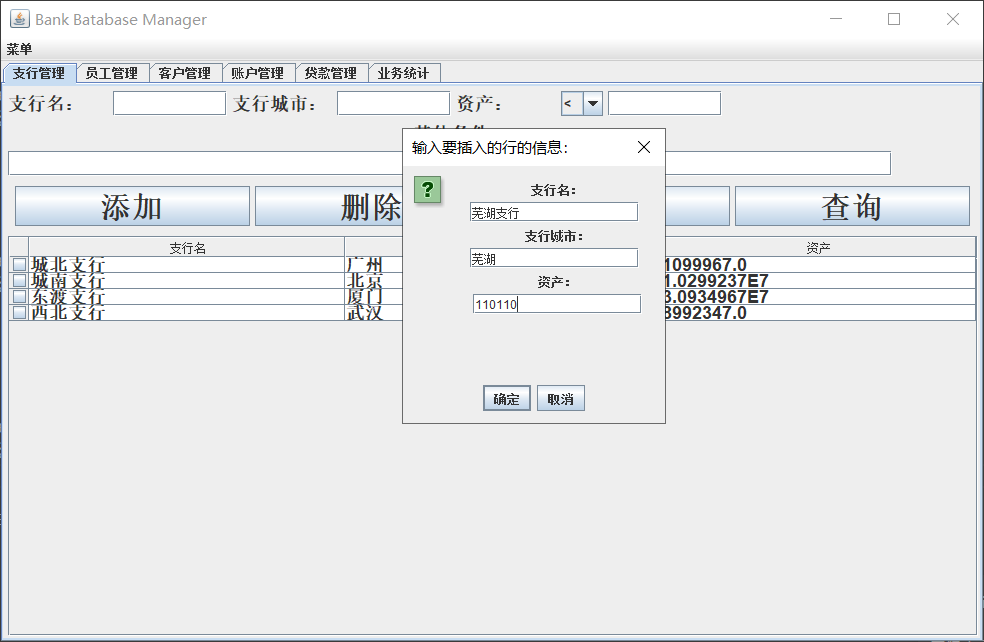 Bank Batabase Manager
菜单
支行管理 员工管理 客户管理 账户管理 贷款管理 业务统计
支行名： 支行城市： 资产： <
输入要插入的行的信息:
?
支行名：
芜湖支行
支行城市：
芜湖
资产：
110110
确定 取消
添加 删除 查询
支行名 资产
城北支行 广州 1099967.0
城南支行 北京 1.0299237E7
东渡支行 厦门 3.0934967E7
西北支行 武汉 3992347.0